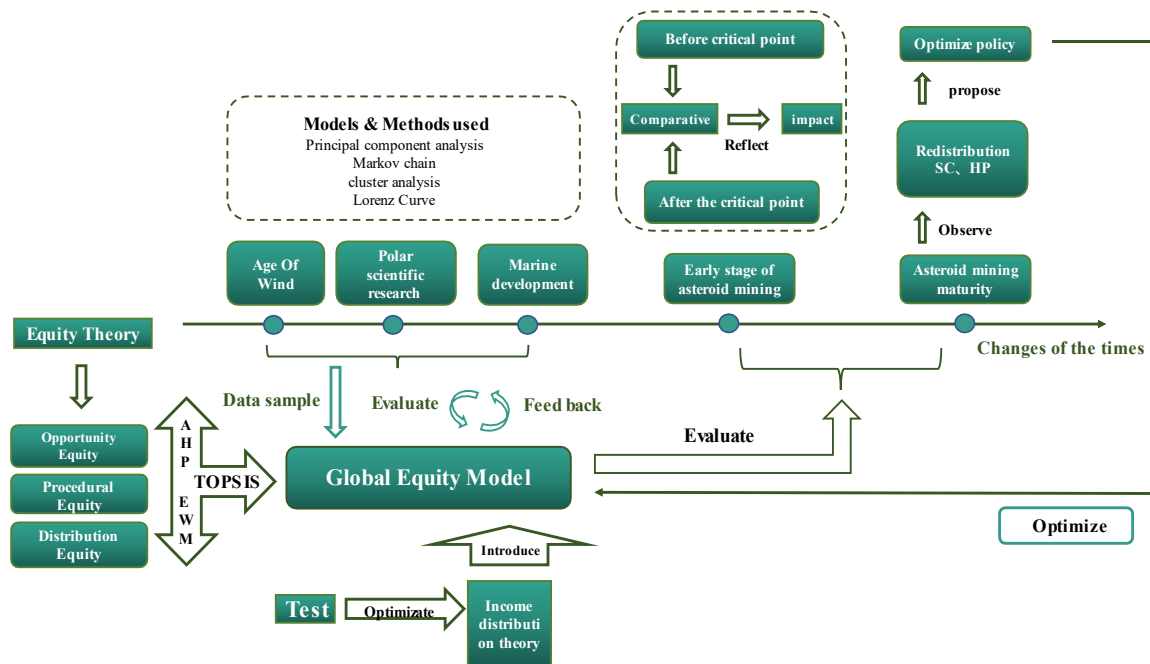 Before critical point
Optimize policy
propose
Models & Methods used
Principal component analysis
Markov chain
cluster analysis
Lorenz Curve
Comparative
impact
Reflect
Redistribution
SC、HP
After the critical point
Observe
Age Of
Wind
Polar
scientific
research
Marine
development
Early stage of
asteroid mining
Asteroid mining
maturity
Equity Theory
Changes of the times
Data sample
Evaluate
Feed back
Opportunity
Equity
Procedural
Equity
Distribution
Equity
AHP EWM
TOPSIS
Global Equity Model
Evaluate
Optimize
Introduce
Test
Optimizate
Income
distributi
on theory